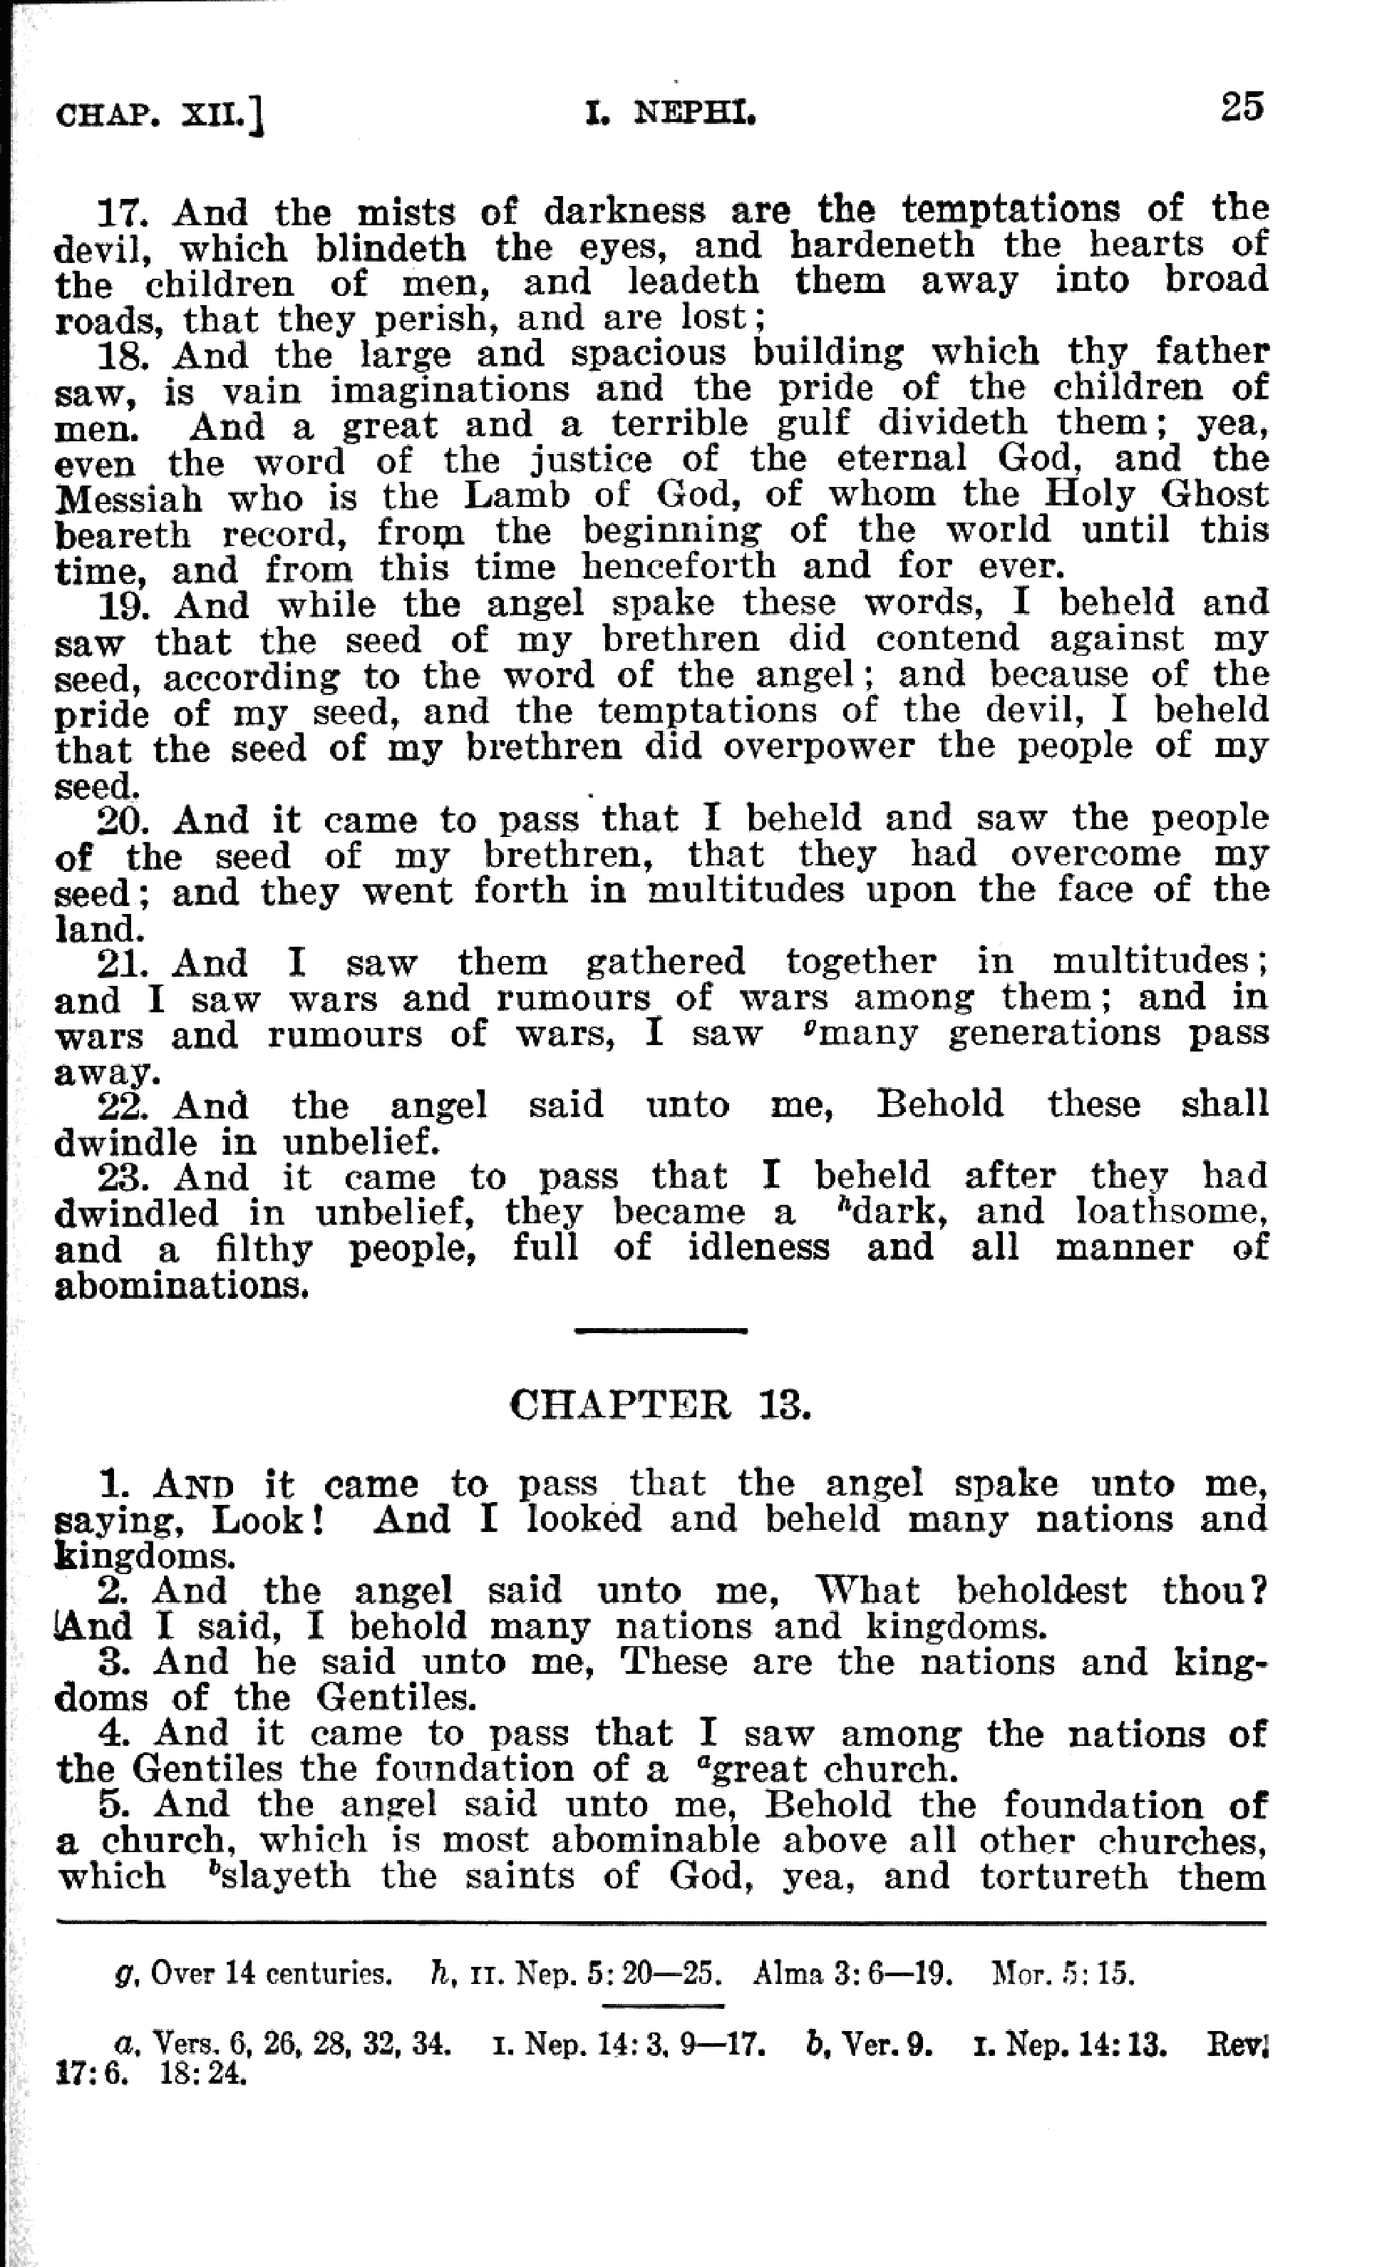 CHAP. XII.] I. NEPHI. 25
17. And the mists of darkness are the temptations of the
devil, which blindeth the eyes, and hardeneth the hearts of
the children of men, and leadeth them away into broad
roads, that they perish, and are lost;
18. And the large and spacious building which thy father
saw, is vain imaginations and the pride of the children of
men. And a great and a terrible gulf divideth them; yea,
even the word of the justice of the eternal God, and the
Messiah who is the Lamb of God, of whom the Holy Ghost
beareth record, from the beginning of the world until this
time, and from this time henceforth and for ever.
19. And while the angel spake these words, I beheld and
saw that the seed of my brethren did contend against my
seed, according to the word of the angel; and because of the
pride of my seed, and the temptations of the devil, I beheld
that the seed of my brethren did overpower the people of my
seed.
20. And it came to pass that I beheld and saw the people
of the seed of my brethren, that they had overcome my
seed; and they went forth in multitudes upon the face of the
land.
21. And I saw them gathered together in multitudes;
and I saw wars and rumours of wars among them; and in
wars and rumours of wars, I saw gmany generations pass
away.
22. And the angel said unto me, Behold these shall
dwindle in unbelief.
23. And it came to pass that I beheld after they had
dwindled in unbelief, they became a hdark, and loathsome,
and a filthy people, full of idleness and all manner of
abominations.
CHAPTER 13.
1. AND it came to pass that the angel spake unto me,
saying, Look! And I looked and beheld many nations and
kingdoms.
2. And the angel said unto me, What beholdest thou?
And I said, I behold many nations and kingdoms.
3. And he said unto me, These are the nations and king-
doms of the Gentiles.
4. And it came to pass that I saw among the nations of
the Gentiles the foundation of a agreat church.
5. And the angel said unto me, Behold the foundation of
a church, which is most abominable above all other churches,
which bslayeth the saints of God, yea, and tortureth them
g, Over 14 centuries. h, II. Nep. 5: 20—25. Alma 3: 6—19. Mor. 5: 15.
a, Vers. 6, 26, 28, 32, 34. I. Nep. 14: 3, 9—17. b, Ver. 9. I. Nep. 14: 13. Rev.
17: 6. 18: 24.